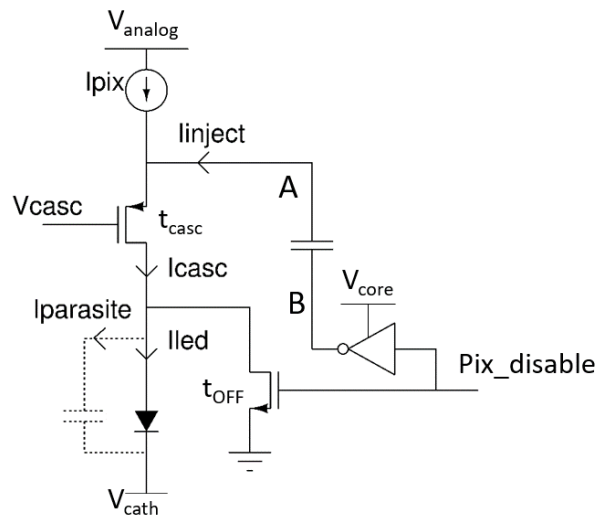 Vanalog
Ipix
Iinject
A
Vcasc
tcasc
Icasc
B
Vcore
Iparasite
Iled
Pix_disable
tOFF
Vcath